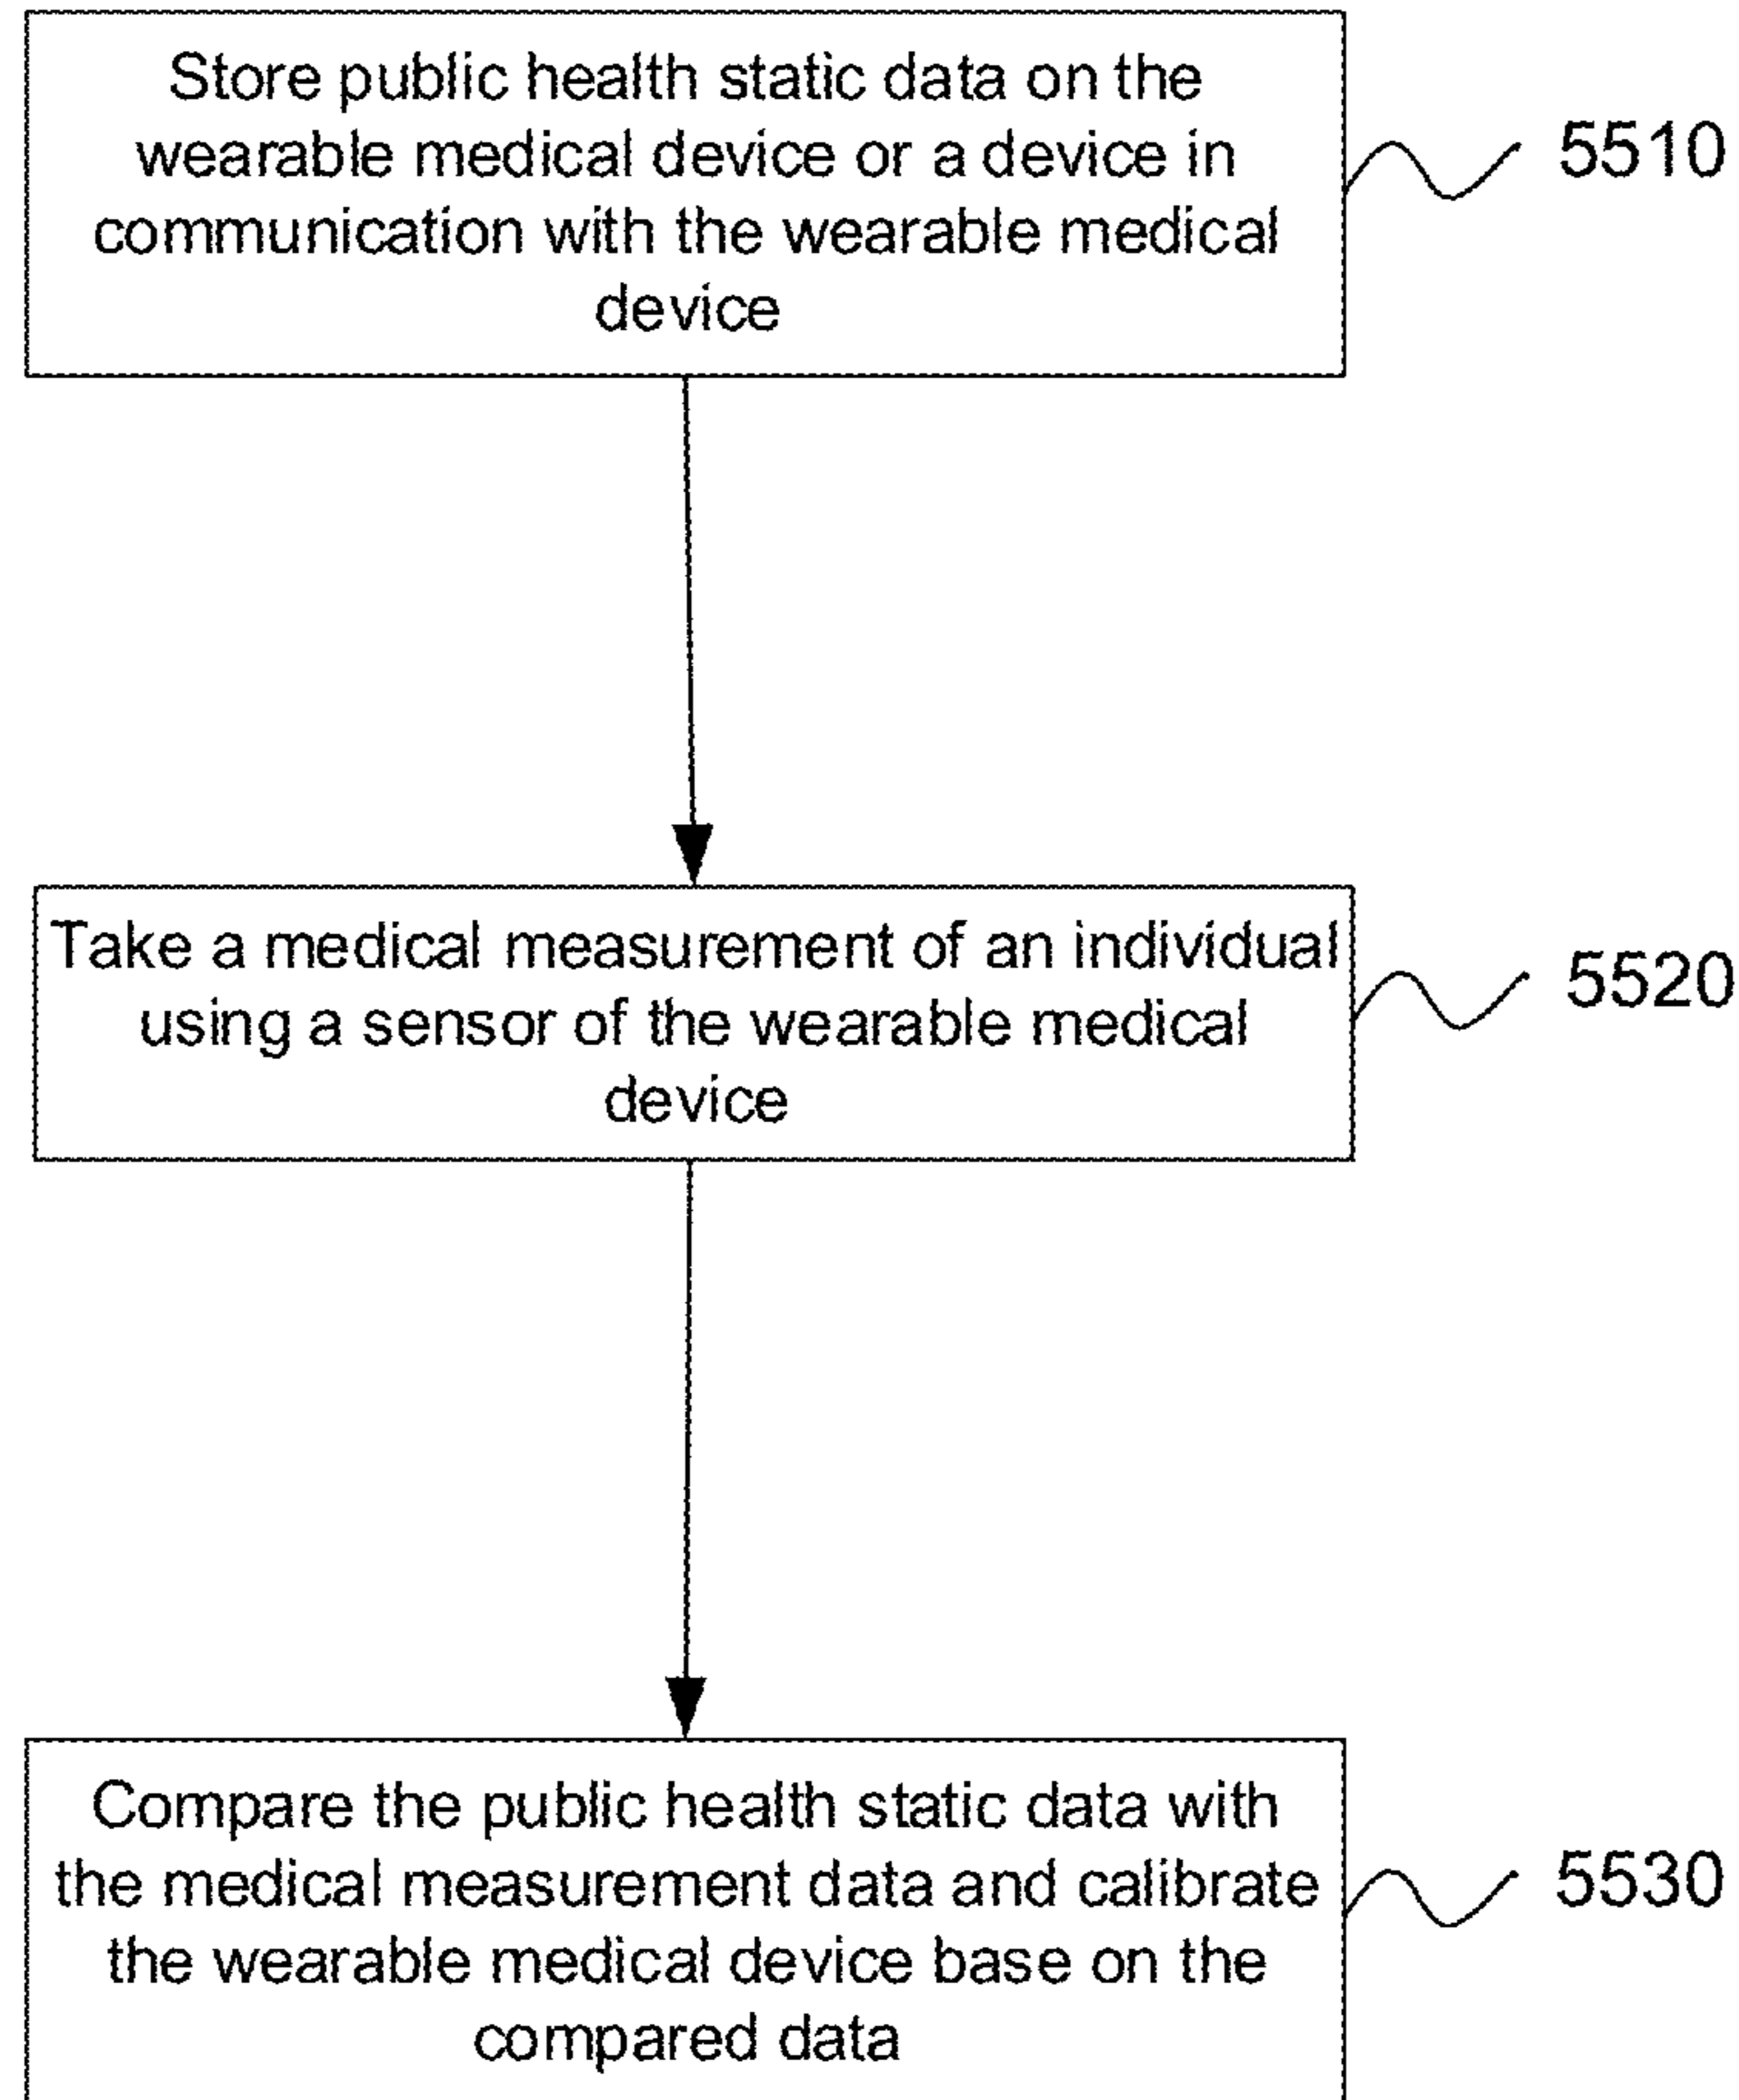 Store public health static data on the
wearable medical device or a device in
communication with the wearable medical
device
5510
Take a medical measurement of an individual
using a sensor of the wearable medical
device
5520
Compare the public health static data with
the medical measurement data and calibrate
the wearable medical device base on the
compared data
5530